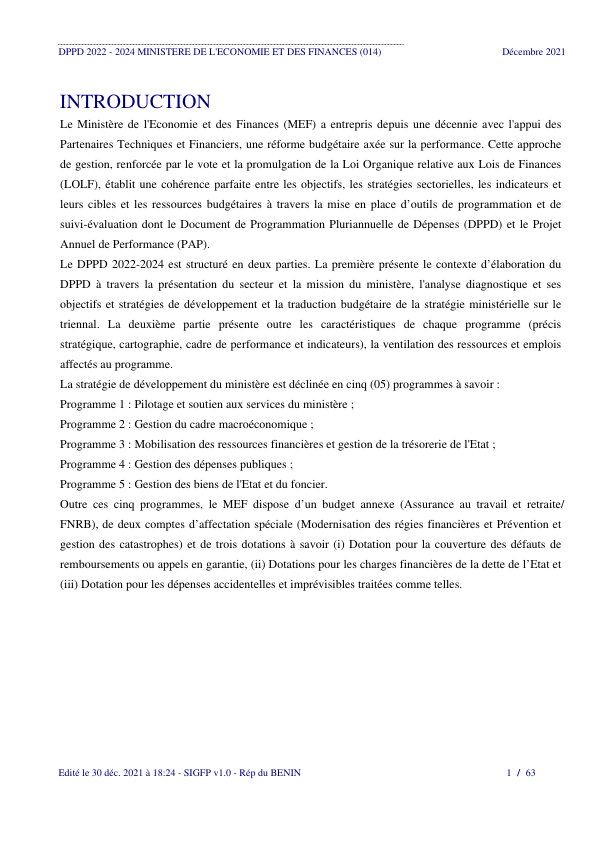 DPPD 2022 - 2024 MINISTERE DE L'ECONOMIE ET DES FINANCES (014) Décembre 2021
INTRODUCTION
Le Ministère de l'Economie et des Finances (MEF) a entrepris depuis une décennie avec l'appui des
Partenaires Techniques et Financiers, une réforme budgétaire axée sur la performance. Cette approche
de gestion, renforcée par le vote et la promulgation de la Loi Organique relative aux Lois de Finances
(LOLF), établit une cohérence parfaite entre les objectifs, les stratégies sectorielles, les indicateurs et
leurs cibles et les ressources budgétaires à travers la mise en place d’outils de programmation et de
suivi-évaluation dont le Document de Programmation Pluriannuelle de Dépenses (DPPD) et le Projet
Annuel de Performance (PAP).
Le DPPD 2022-2024 est structuré en deux parties. La première présente le contexte d’élaboration du
DPPD à travers la présentation du secteur et la mission du ministère, l'analyse diagnostique et ses
objectifs et stratégies de développement et la traduction budgétaire de la stratégie ministérielle sur le
triennal. La deuxième partie présente outre les caractéristiques de chaque programme (précis
stratégique, cartographie, cadre de performance et indicateurs), la ventilation des ressources et emplois
affectés au programme.
La stratégie de développement du ministère est déclinée en cinq (05) programmes à savoir :
Programme 1 : Pilotage et soutien aux services du ministère ;
Programme 2 : Gestion du cadre macroéconomique ;
Programme 3 : Mobilisation des ressources financières et gestion de la trésorerie de l'Etat ;
Programme 4 : Gestion des dépenses publiques ;
Programme 5 : Gestion des biens de l'Etat et du foncier.
Outre ces cinq programmes, le MEF dispose d’un budget annexe (Assurance au travail et retraite/
FNRB), de deux comptes d’affectation spéciale (Modernisation des régies financières et Prévention et
gestion des catastrophes) et de trois dotations à savoir (i) Dotation pour la couverture des défauts de
remboursements ou appels en garantie, (ii) Dotations pour les charges financières de la dette de l’Etat et
(iii) Dotation pour les dépenses accidentelles et imprévisibles traitées comme telles.
Edité le 30 déc. 2021 à 18:24 - SIGFP v1.0 - Rép du BENIN 1 / 63